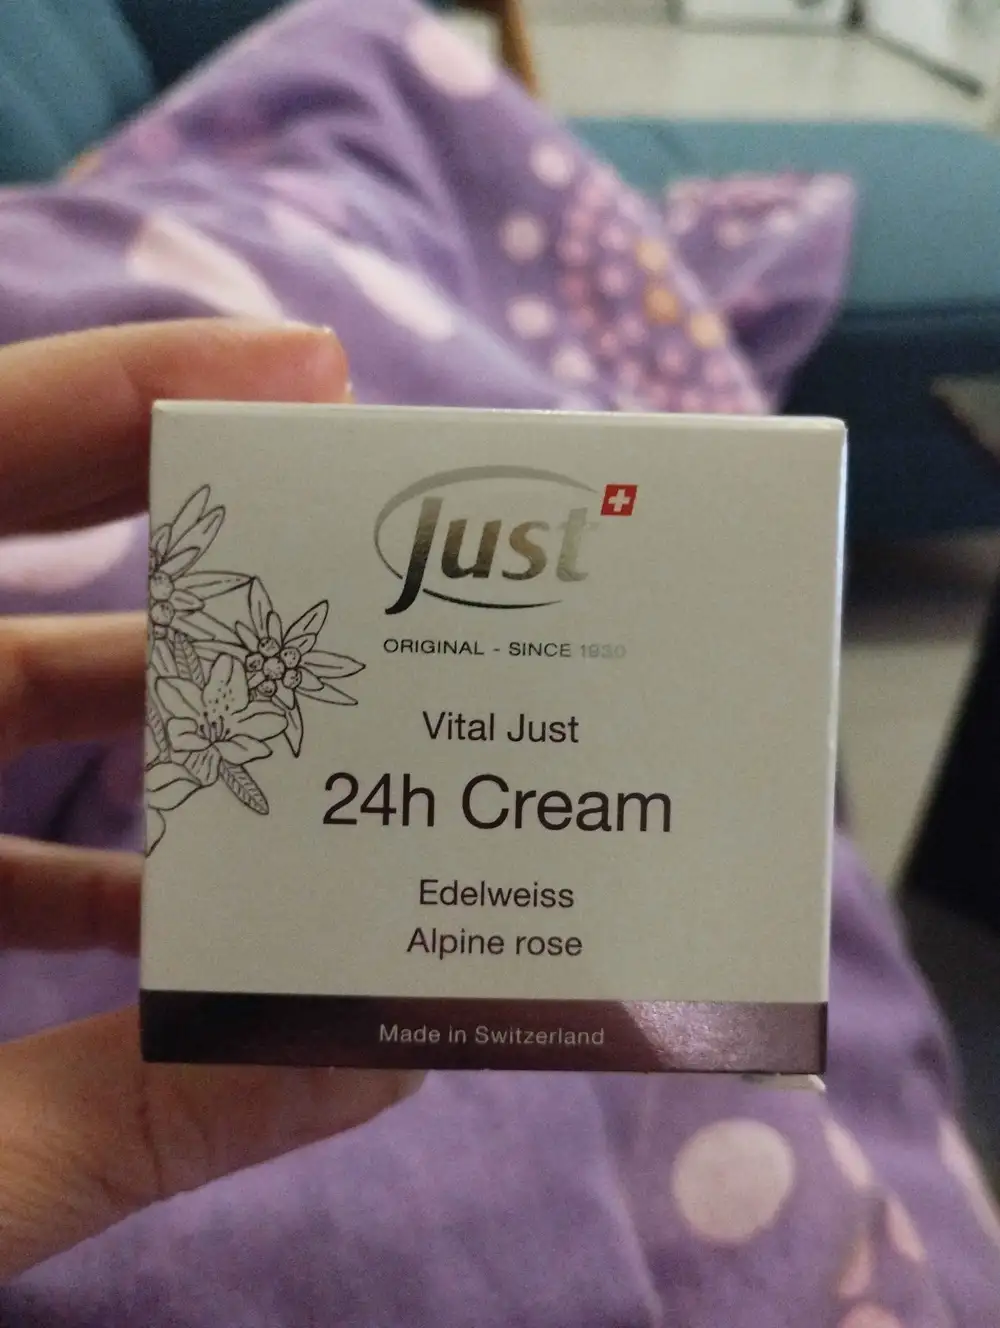 Just
ORIGINAL - SINCE 1930
Vital Just
24h Cream
Edelweiss
Alpine rose
Made in Switzerland